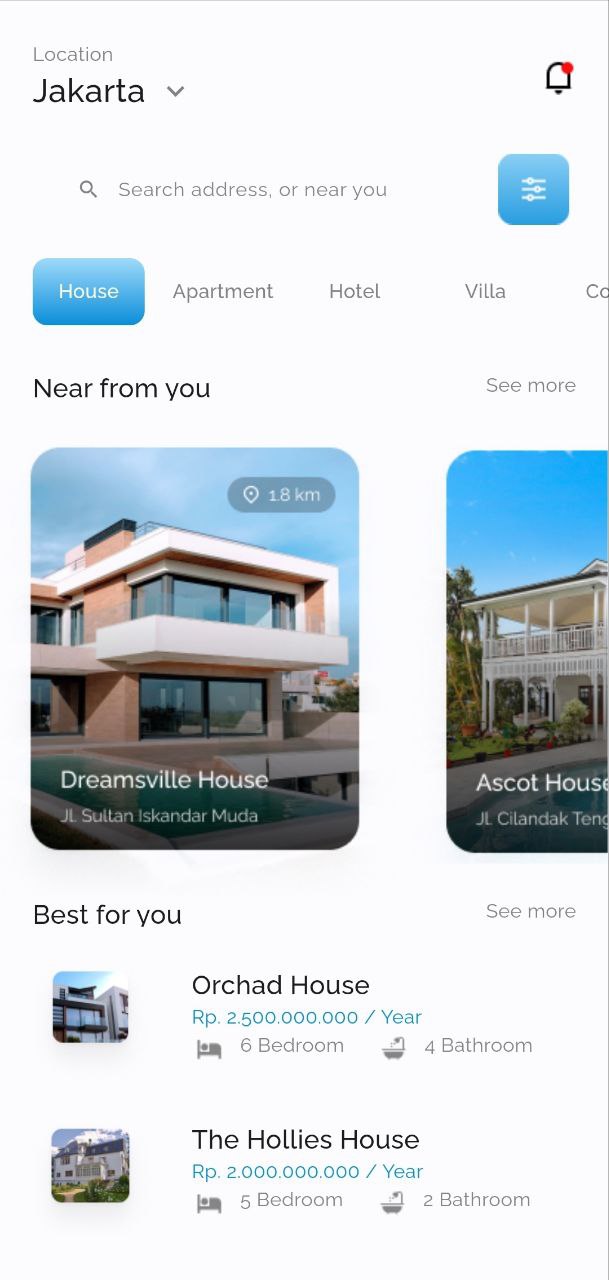 Location
Jakarta
Search address, or near you
House Apartment Hotel Villa
Near from you See more
1.8 km
Dreamsville House
Jl. Sultan Iskandar Muda
Ascot House
Jl. Cilandak
Best for you See more
Orchad House
Rp. 2.500.000.000 / Year
6 Bedroom 4 Bathroom
The Hollies House
Rp. 2.000.000.000 / Year
5 Bedroom 2 Bathroom